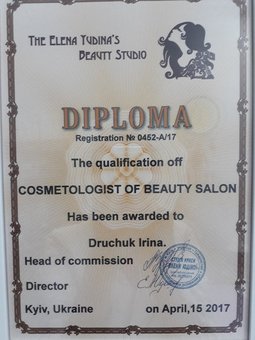 THE ELENA YUDINA'S
BEAUTY STUDIO
DIPLOMA
Registration № 0452-A/17
The qualification off
COSMETOLOGIST OF BEAUTY SALON
Has been awarded to
Druchuk Irina.
Head of commission
Director
Kyiv, Ukraine on April,15 2017